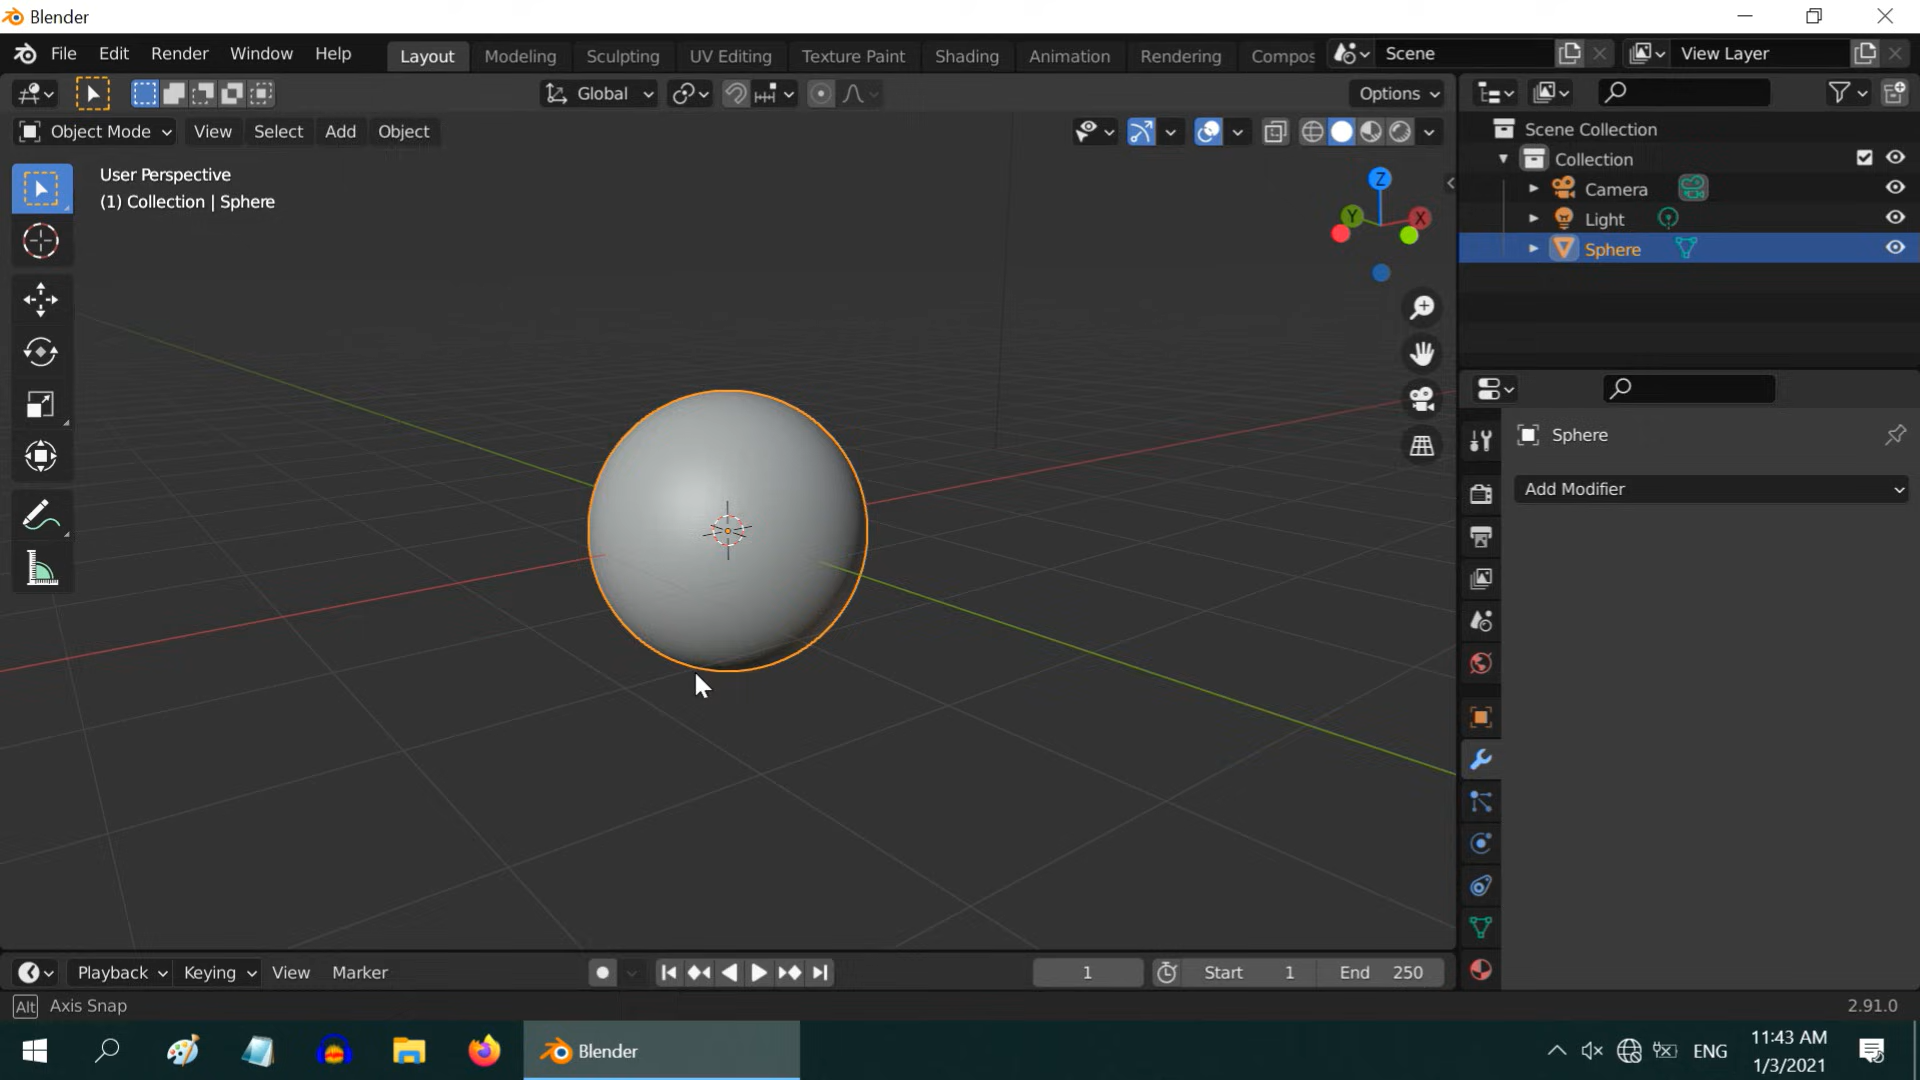 Blender
File Edit Render Window Help Layout Modeling Sculpting UV Editing Texture Paint Shading Animation Rendering Compos Scene View Layer
Global Options
Object Mode View Select Add Object
User Perspective
(1) Collection | Sphere
Z
Y X
Scene Collection
Collection
Camera
Light
Sphere
Sphere
Add Modifier
Playback Keying View Marker 1 Start 1 End 250
Alt Axis Snap 2.91.0
Blender ENG 11:43 AM
1/3/2021